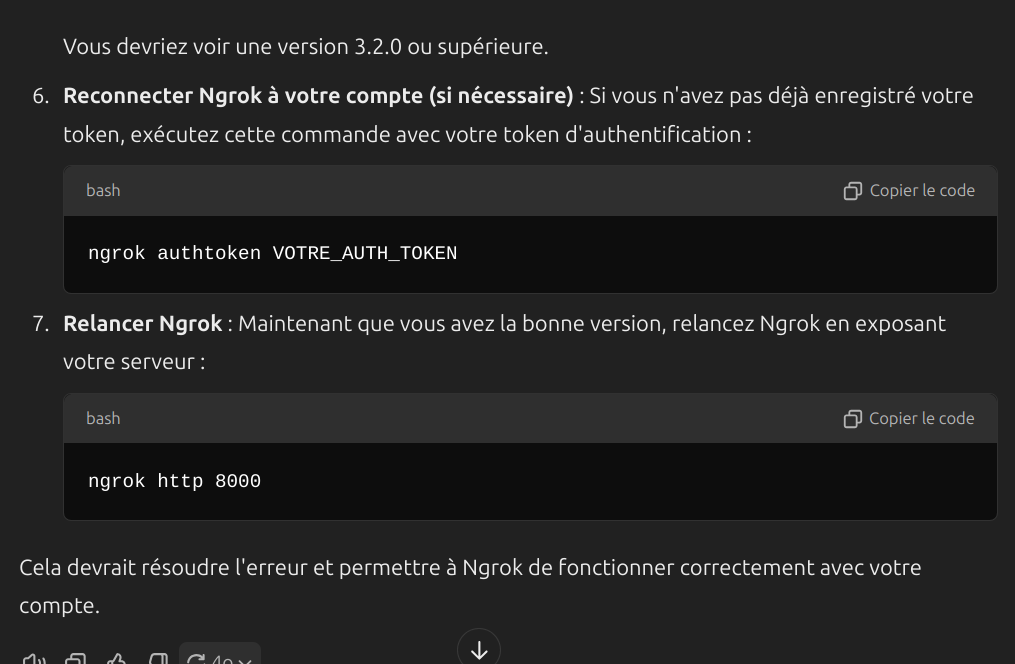 Vous devriez voir une version 3.2.0 ou supérieure.
6. Reconnecter Ngrok à votre compte (si nécessaire) : Si vous n'avez pas déjà enregistré votre
token, exécutez cette commande avec votre token d'authentification :
bash Copier le code
ngrok authtoken VOTRE_AUTH_TOKEN
7. Relancer Ngrok : Maintenant que vous avez la bonne version, relancez Ngrok en exposant
votre serveur :
bash Copier le code
ngrok http 8000
Cela devrait résoudre l'erreur et permettre à Ngrok de fonctionner correctement avec votre
compte.
4o